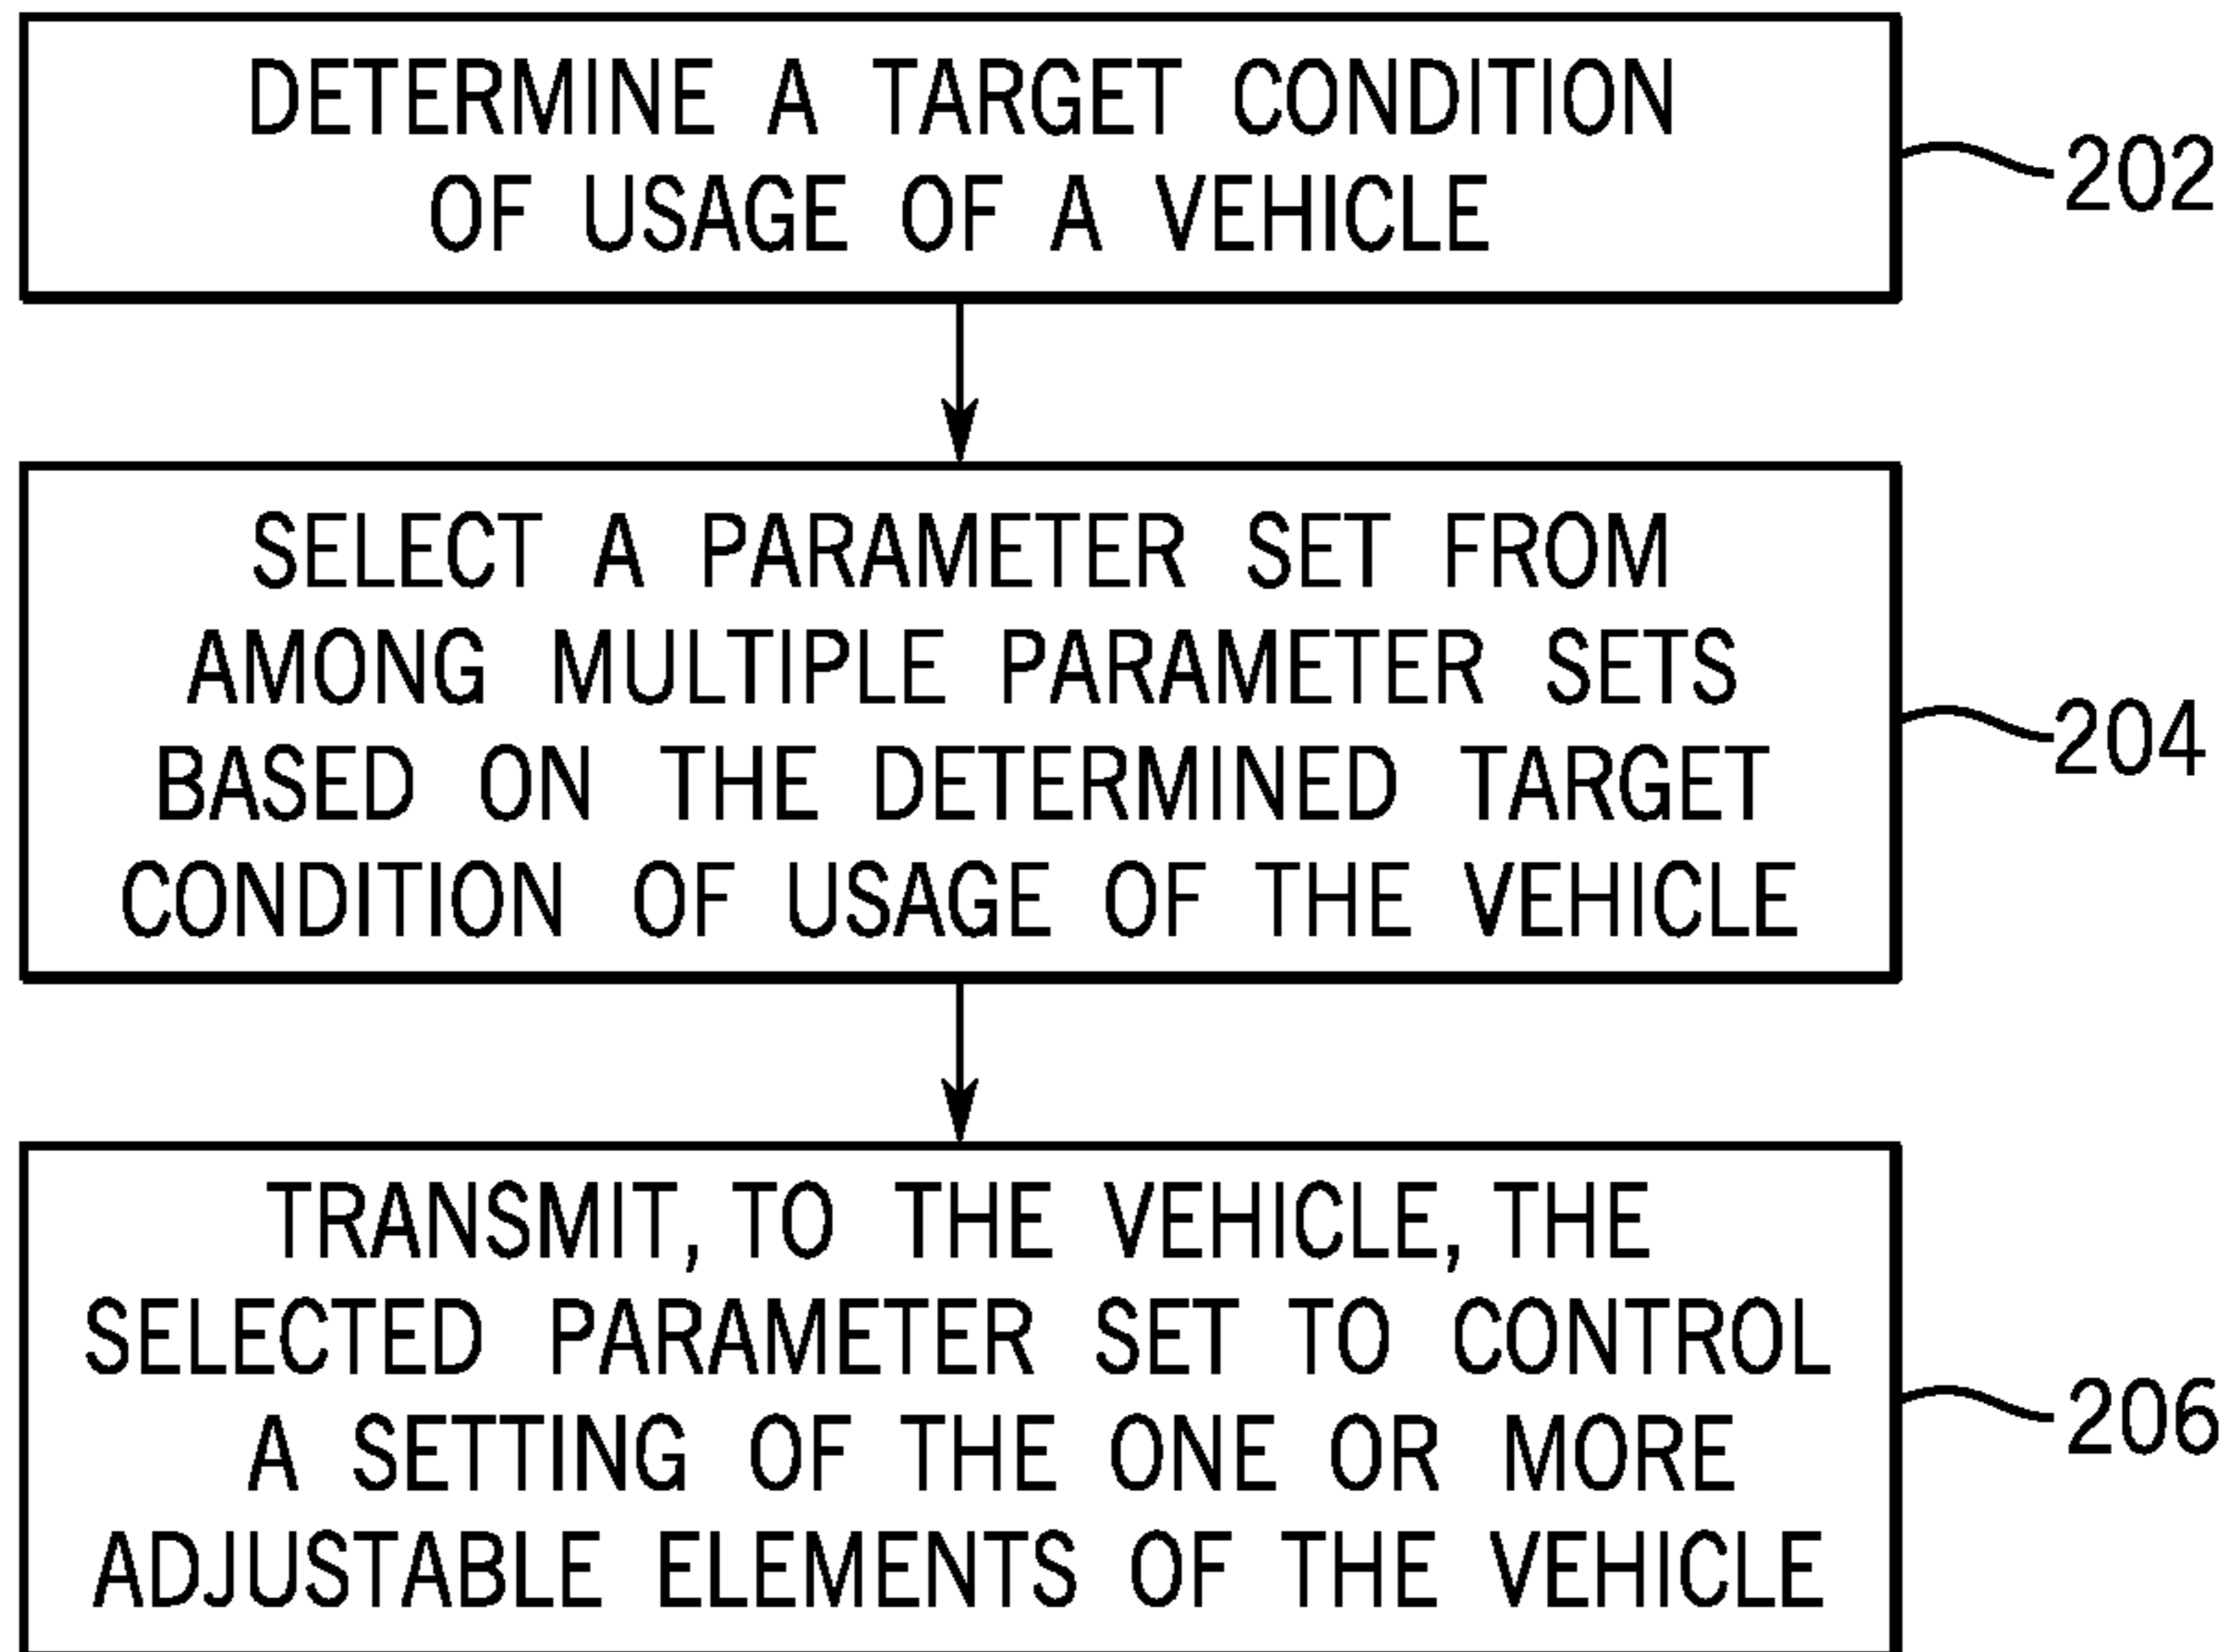 DETERMINE A TARGET CONDITION
OF USAGE OF A VEHICLE
202
SELECT A PARAMETER SET FROM
AMONG MULTIPLE PARAMETER SETS
BASED ON THE DETERMINED TARGET
CONDITION OF USAGE OF THE VEHICLE
204
TRANSMIT, TO THE VEHICLE, THE
SELECTED PARAMETER SET TO CONTROL
A SETTING OF THE ONE OR MORE
ADJUSTABLE ELEMENTS OF THE VEHICLE
206